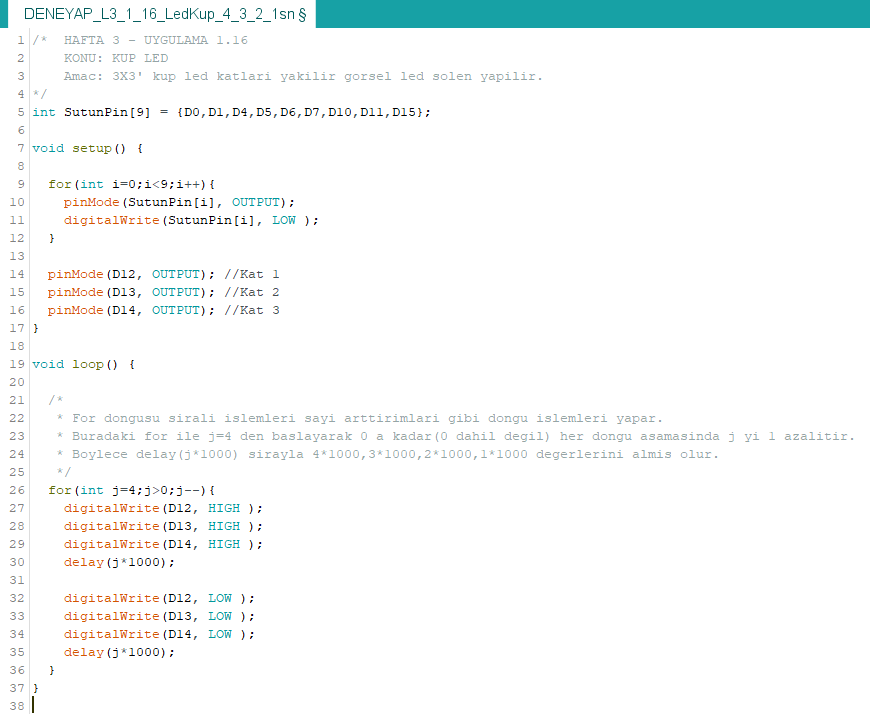 DENEYAP_L3_1_16_LedKup_4_3_2_1sn §
1 /*  HAFTA 3 - UYGULAMA 1.16
2     KONU: KUP LED
3     Amac: 3X3' kup led katlari yakilir gorsel led solen yapilir.
4 */
5 int SutunPin[9] = {D0,D1,D4,D5,D6,D7,D10,D11,D15};
6
7 void setup() {
8
9   for(int i=0;i<9;i++){
10     pinMode(SutunPin[i], OUTPUT);
11     digitalWrite(SutunPin[i], LOW );
12   }
13
14   pinMode(D12, OUTPUT); //Kat 1
15   pinMode(D13, OUTPUT); //Kat 2
16   pinMode(D14, OUTPUT); //Kat 3
17 }
18
19 void loop() {
20
21   /*
22    * For dongusu sirali islemleri sayi arttirimlari gibi dongu islemleri yapar.
23    * Buradaki for ile j=4 den baslayarak 0 a kadar(0 dahil degil) her dongu asamasinda j yi 1 azalitir.
24    * Boylece delay(j*1000) sirayla 4*1000,3*1000,2*1000,1*1000 degerlerini almis olur.
25    */
26   for(int j=4;j>0;j--){
27     digitalWrite(D12, HIGH );
28     digitalWrite(D13, HIGH );
29     digitalWrite(D14, HIGH );
30     delay(j*1000);
31
32     digitalWrite(D12, LOW );
33     digitalWrite(D13, LOW );
34     digitalWrite(D14, LOW );
35     delay(j*1000);
36   }
37 }
38